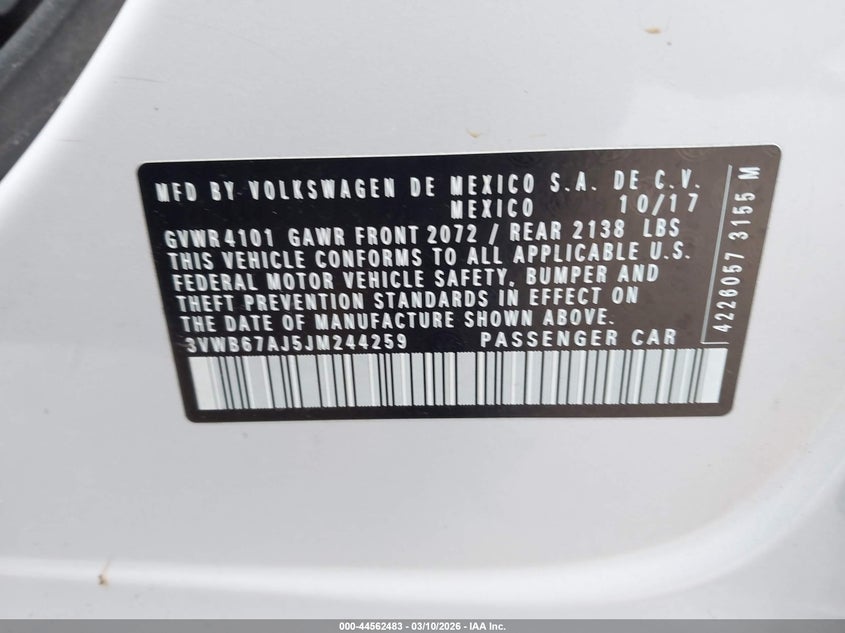 MFD BY VOLKSWAGEN DE MEXICO S.A. DE C.V.
MEXICO 10/17
GVWR 4101 GAWR FRONT 2072 / REAR 2138 LBS
THIS VEHICLE CONFORMS TO ALL APPLICABLE U.S.
FEDERAL MOTOR VEHICLE SAFETY, BUMPER AND
THEFT PREVENTION STANDARDS IN EFFECT ON
THE DATE OF MANUFACTURE SHOWN ABOVE.
3VWB67AJ5JM244259 PASSENGER CAR
4226057 3155 M
000-44562483 - 03/10/2026 - IAA Inc.